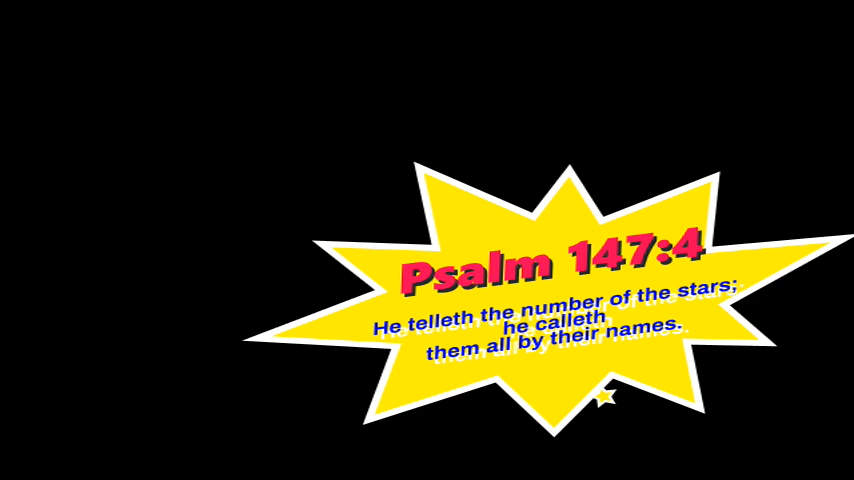 Psalm 147:4
He telleth the number of the stars;
he calleth
them all by their names.